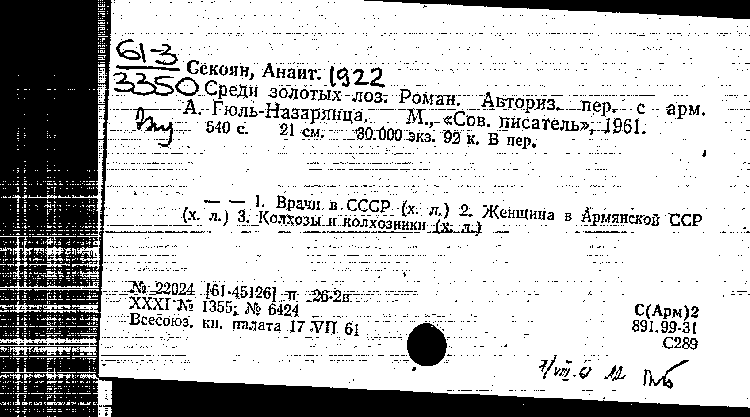 61-3
3350
Секоян, Анаит. 1922
Среди золотых лоз. Роман. Авториз. пер. с арм.
А. Гюль-Назарянца. М., «Сов. писатель», 1961.
540 с. 21 см. 30.000 экз. 92 к. В пер.
— — 1. Врачи в СССР (х. л.) 2. Женщина в Армянской ССР
(х. л.) 3. Колхозы и колхозники (х. л.)
№ 22024 [61-45126] п 26-2н
XXXI № 1355; № 6424
Всесоюз. кн. палата 17 VII 61
С(Арм)2
891.99-31
С289